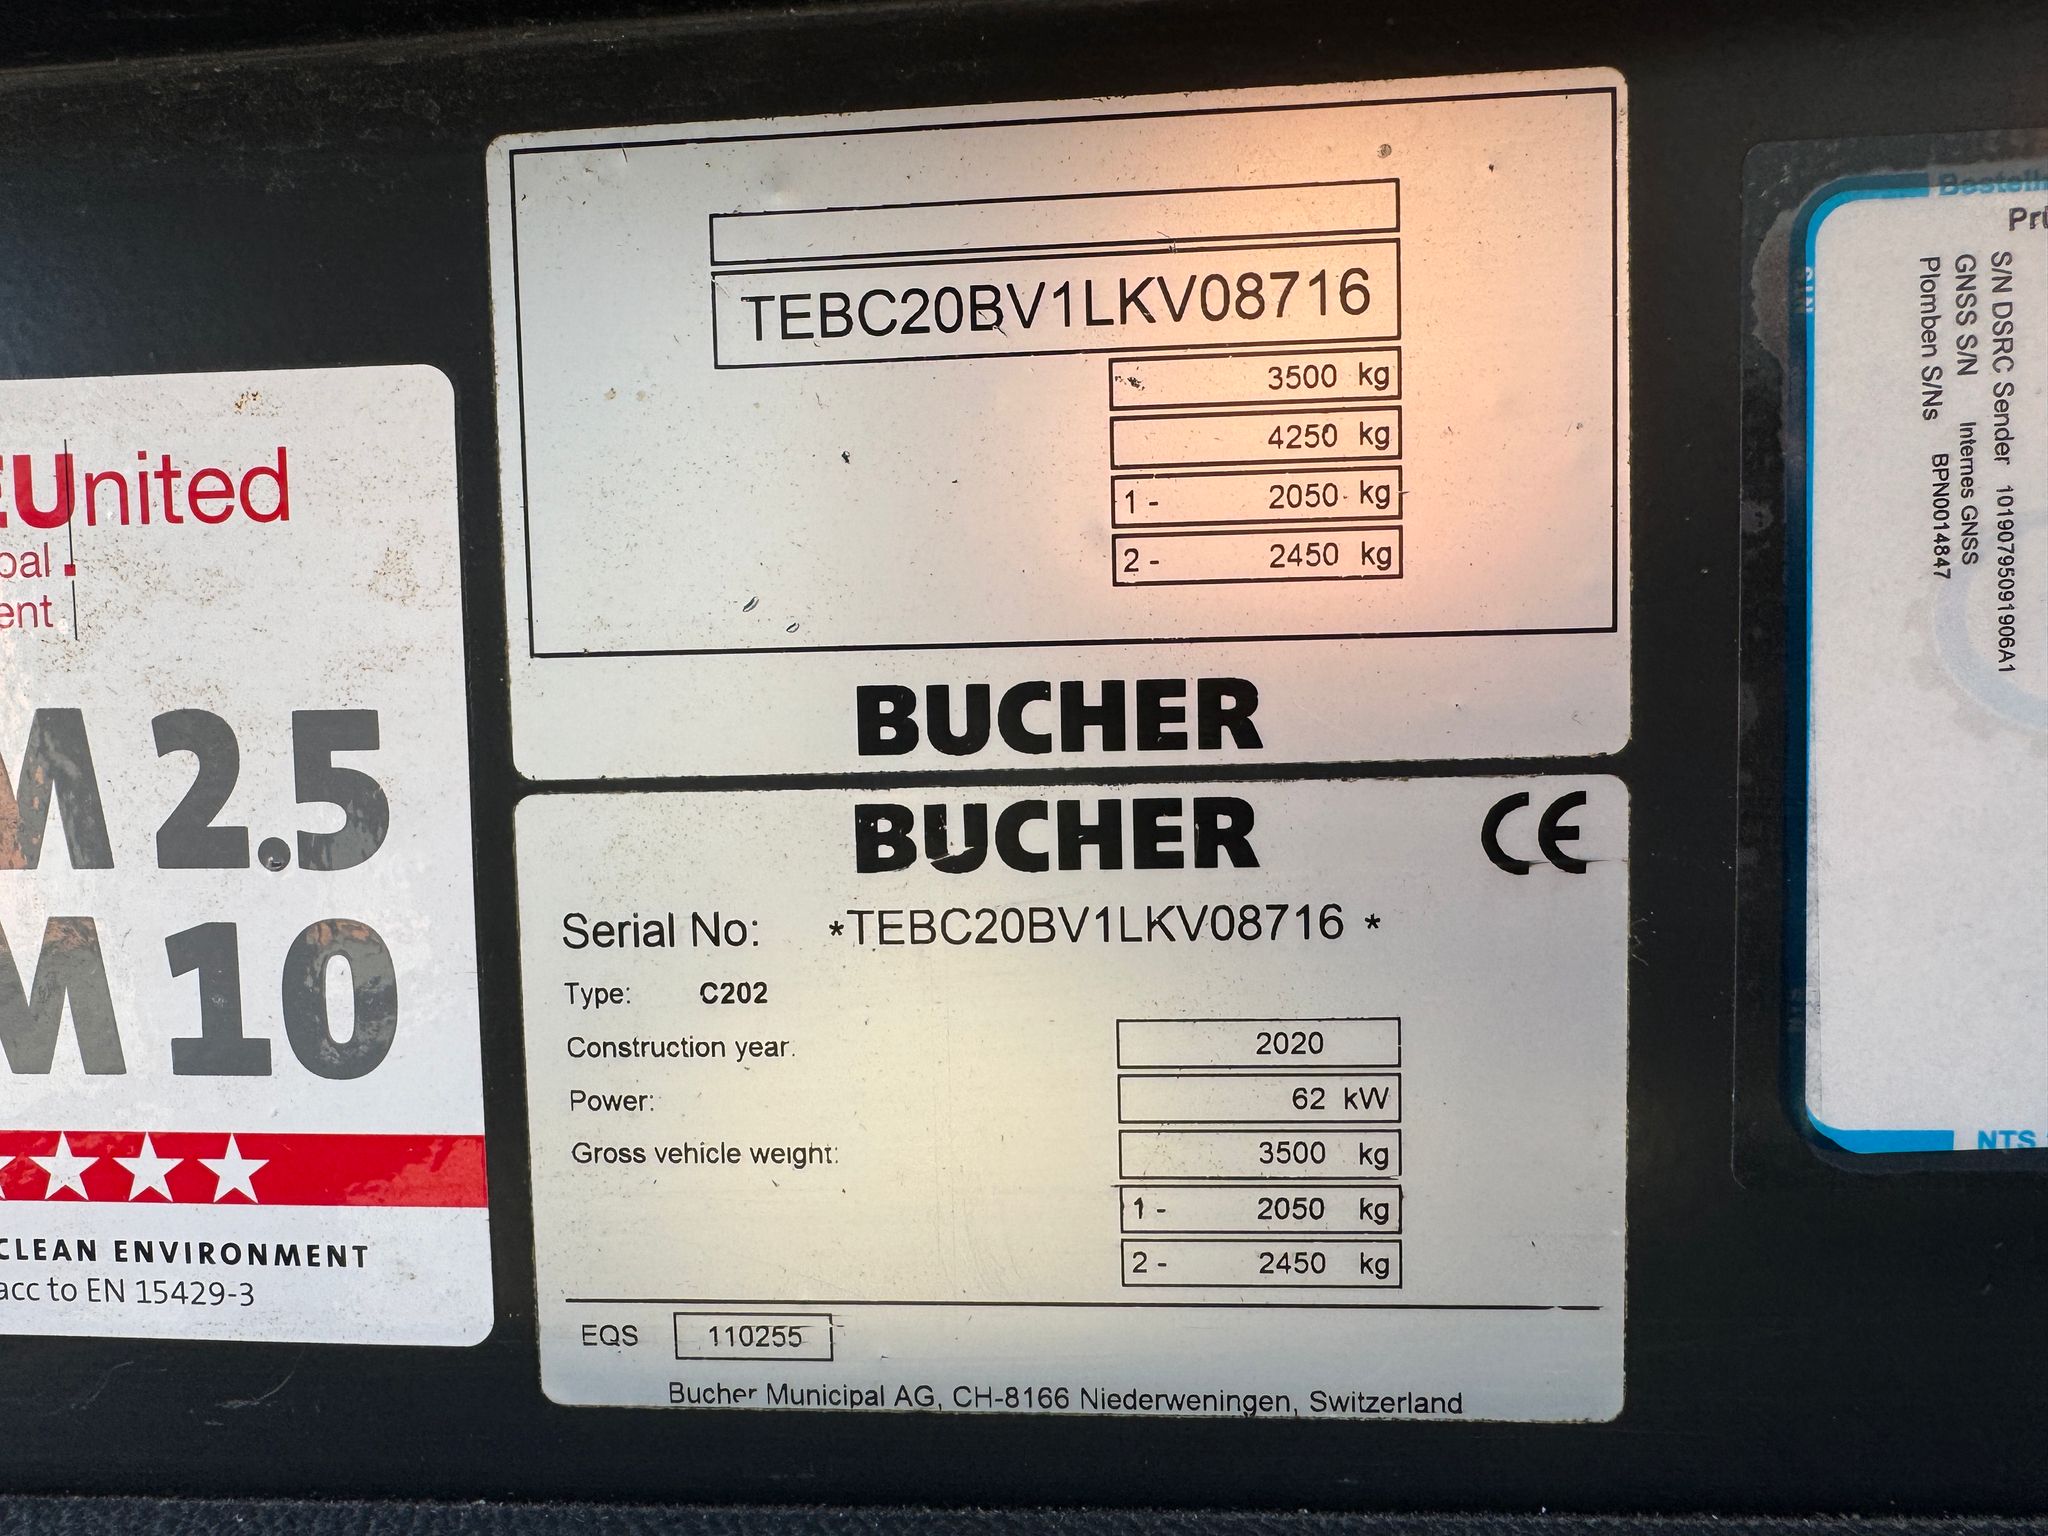 EUnited
pal
ent
M 2.5
M 10
CLEAN ENVIRONMENT
acc to EN 15429-3
TEBC20BV1LKV08716
3500 kg
4250 kg
1 - 2050 kg
2 - 2450 kg
BUCHER
BUCHER CE
Serial No: *TEBC20BV1LKV08716 *
Type: C202
Construction year: 2020
Power: 62 kW
Gross vehicle weight: 3500 kg
1 - 2050 kg
2 - 2450 kg
EQS 110255
Bucher Municipal AG, CH-8166 Niederweningen, Switzerland
S/N DSRC Sender 10190795091906A1
GNSS S/N Internes GNSS
Plomben S/Ns BPN0014847
NTS